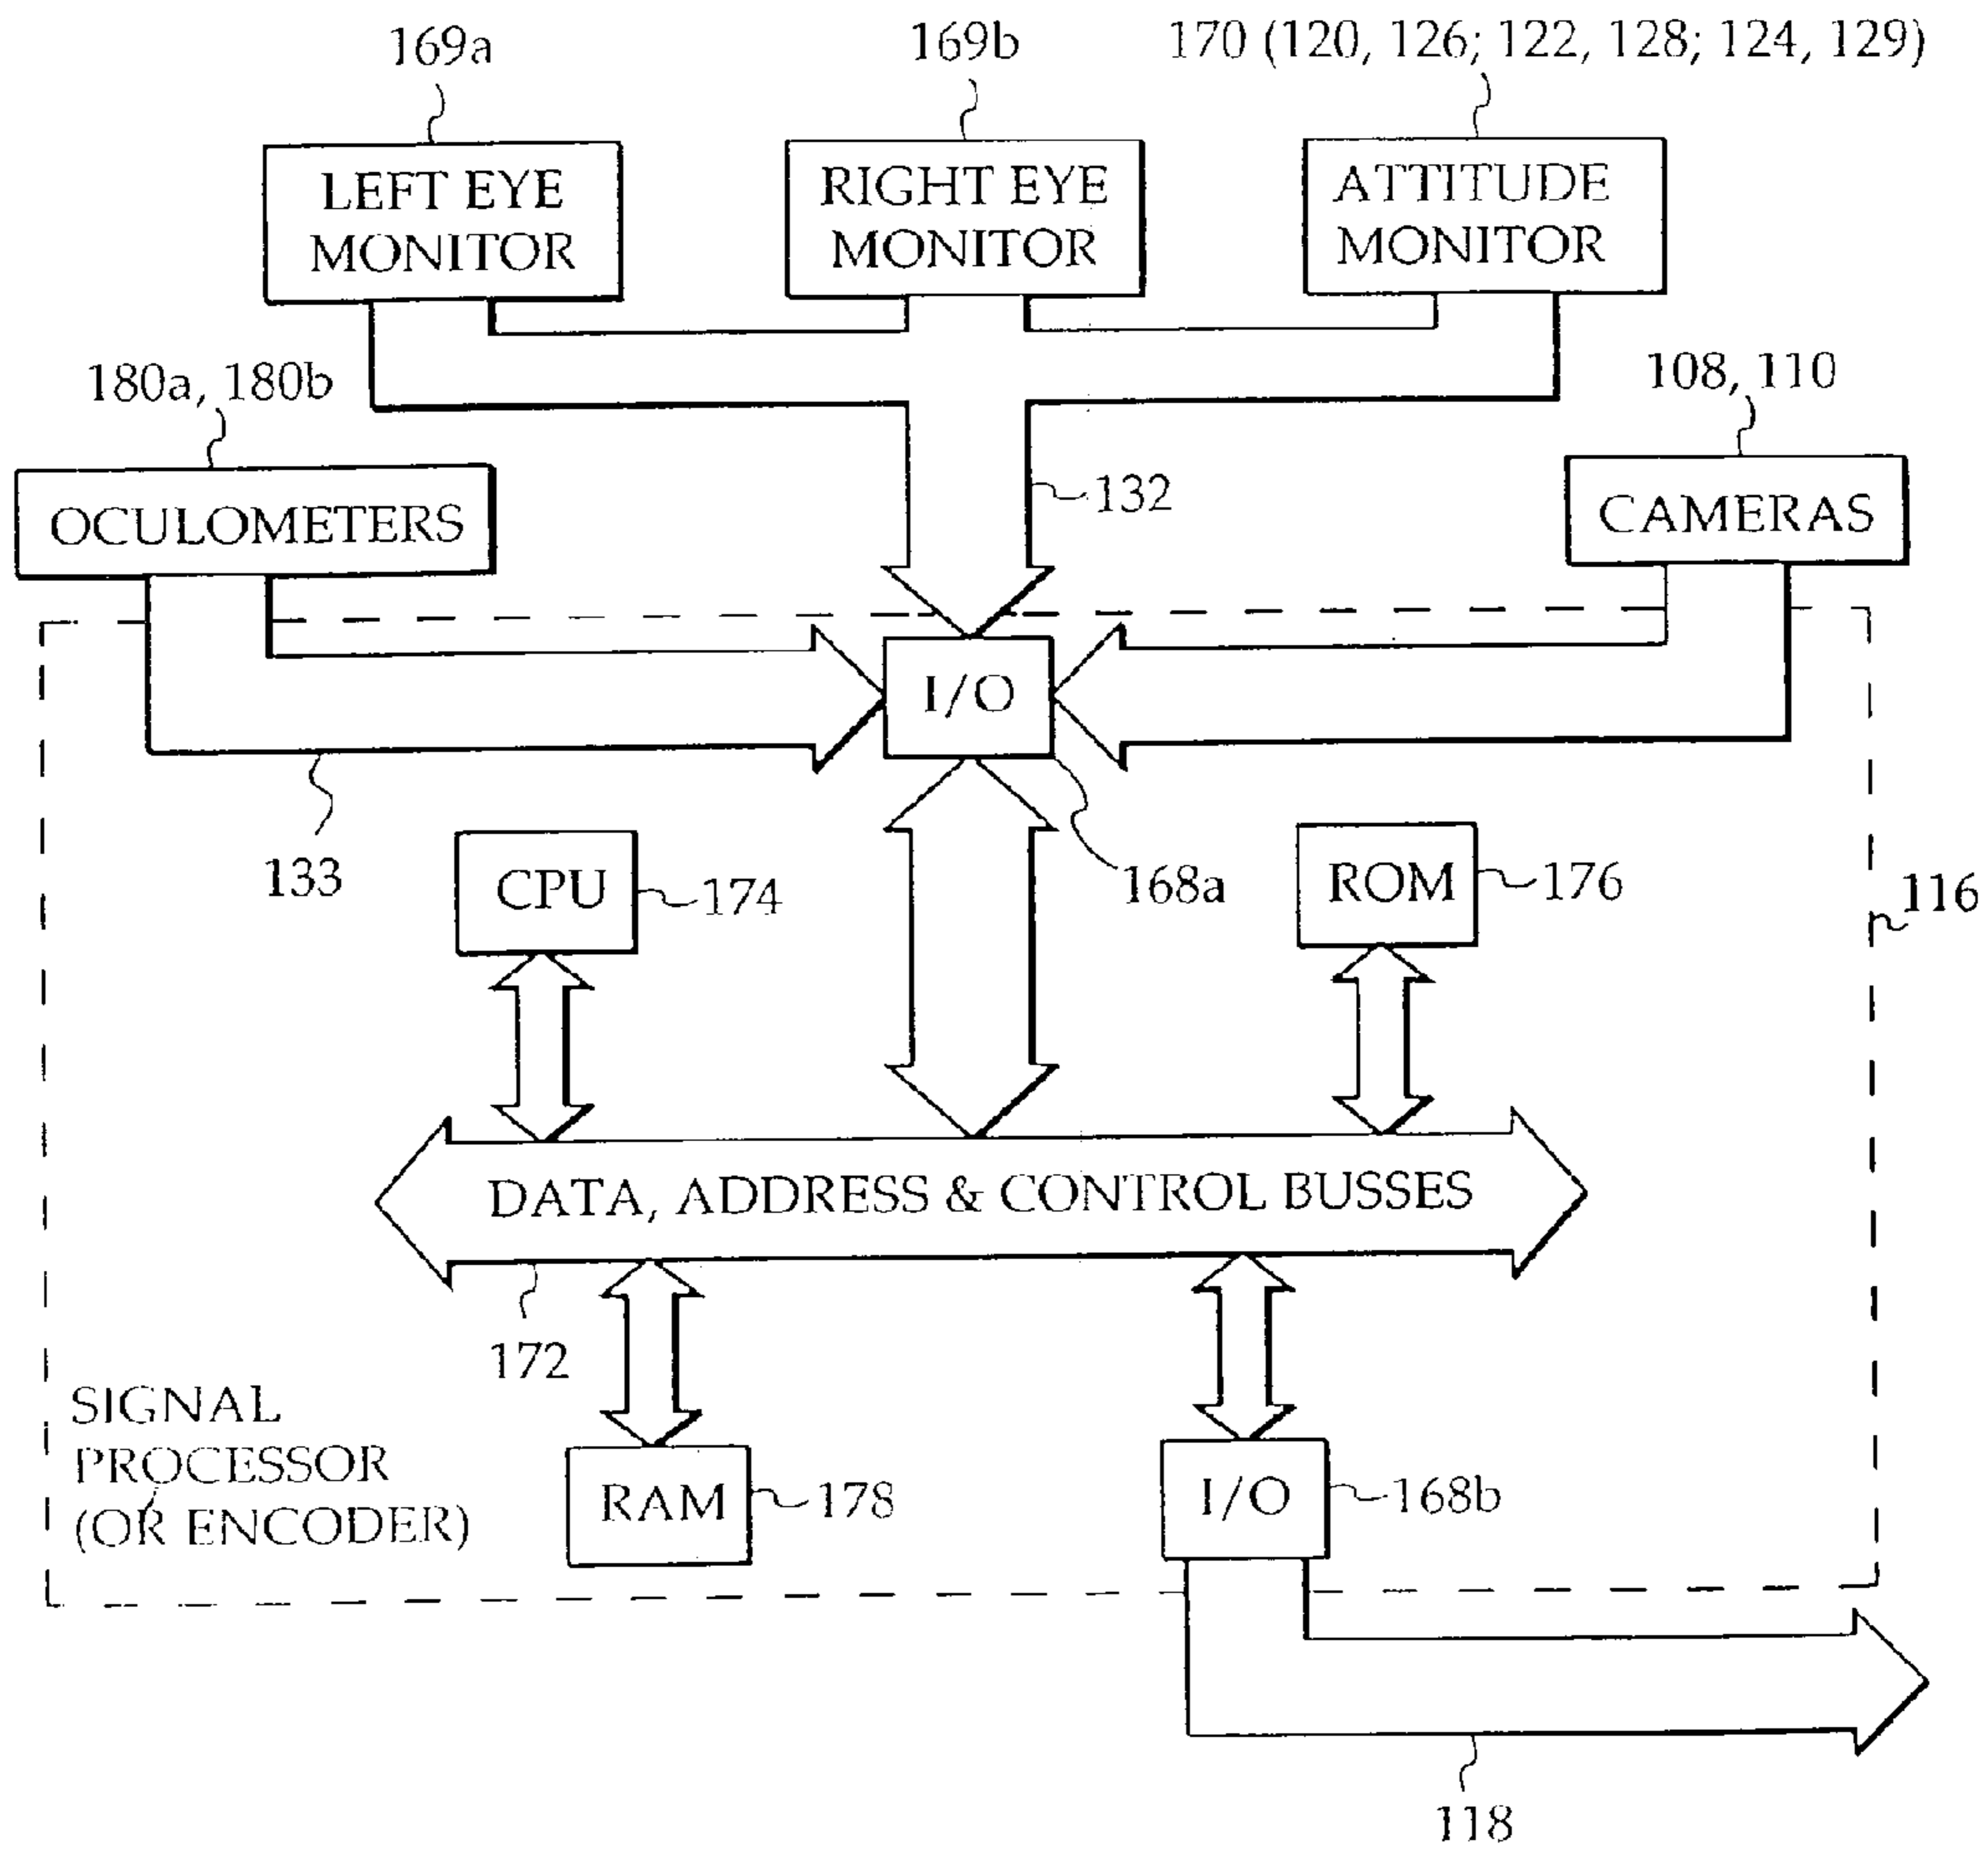 169a
169b
170 (120, 126; 122, 128; 124, 129)
LEFT EYE
MONITOR
RIGHT EYE
MONITOR
ATTITUDE
MONITOR
180a, 180b
108, 110
OCULOMETERS
132
CAMERAS
I/O
133
CPU
174
168a
ROM
176
116
DATA, ADDRESS & CONTROL BUSSES
172
SIGNAL
PROCESSOR
(OR ENCODER)
RAM
178
I/O
168b
118